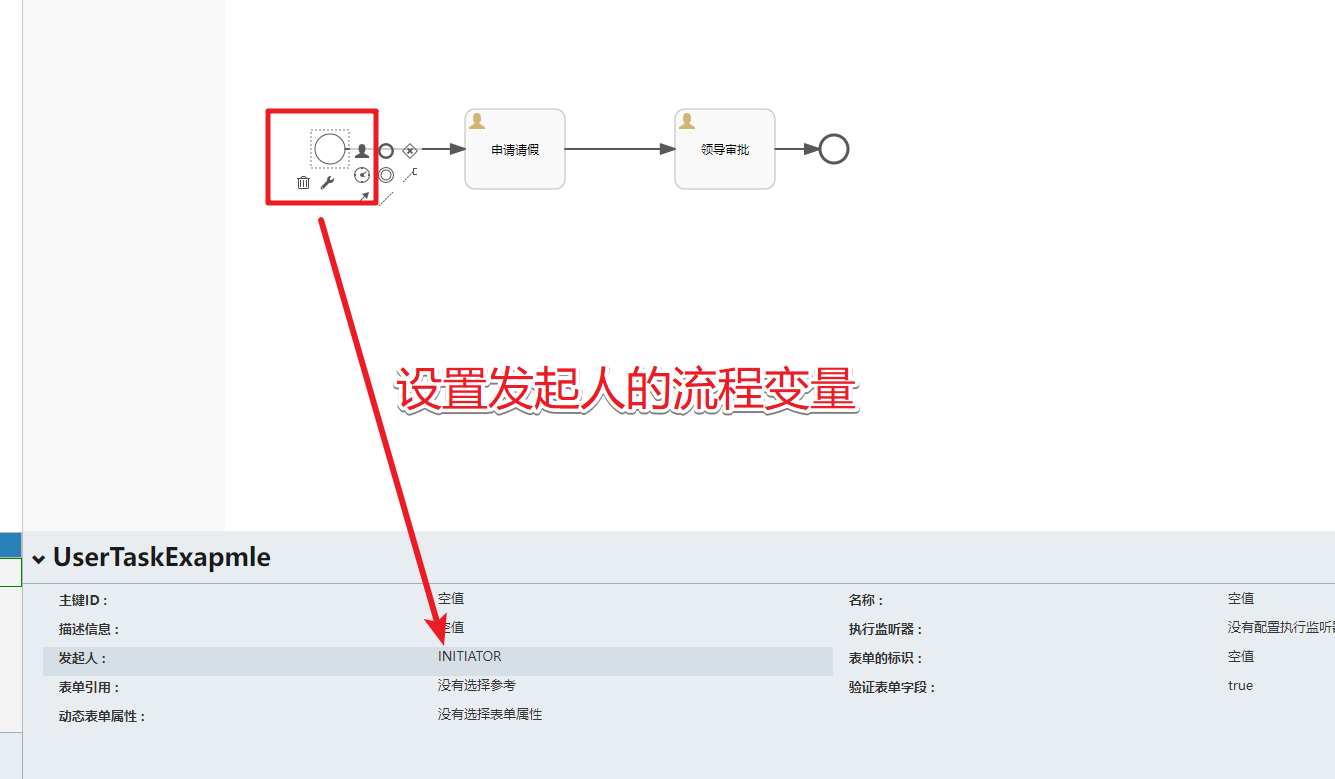 申请请假
领导审批
设置发起人的流程变量
UserTaskExapmle
主键ID :
空值
名称 :
空值
描述信息 :
空值
执行监听器 :
没有配置执行监听
发起人 :
INITIATOR
表单的标识 :
空值
表单引用 :
没有选择参考
验证表单字段 :
true
动态表单属性 :
没有选择表单属性